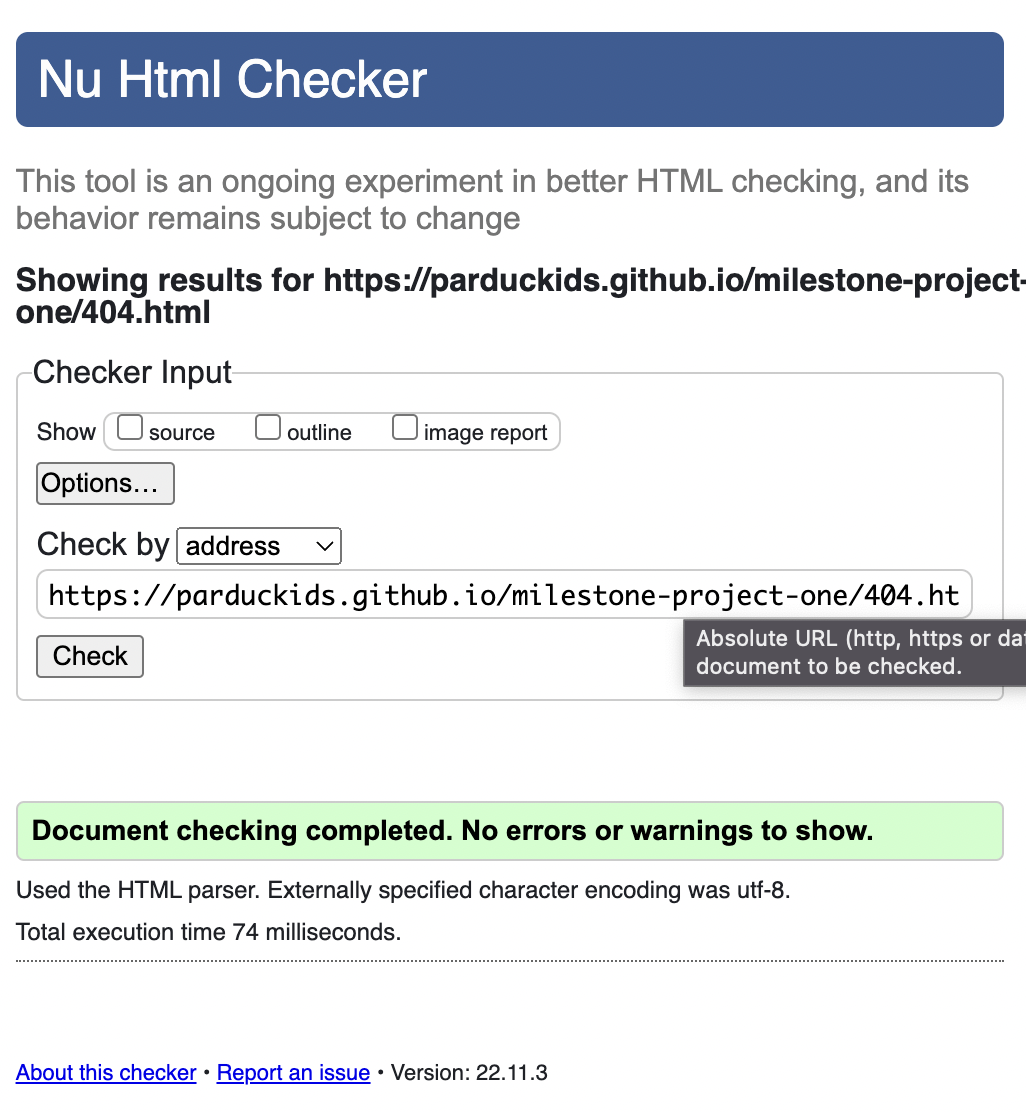 Nu Html Checker
This tool is an ongoing experiment in better HTML checking, and its
behavior remains subject to change
Showing results for https://parduckids.github.io/milestone-project-
one/404.html
Checker Input
Show source outline image report
Options...
Check by address
https://parduckids.github.io/milestone-project-one/404.ht
Absolute URL (http, https or
document to be checked.
Check
Document checking completed. No errors or warnings to show.
Used the HTML parser. Externally specified character encoding was utf-8.
Total execution time 74 milliseconds.
About this checker • Report an issue • Version: 22.11.3